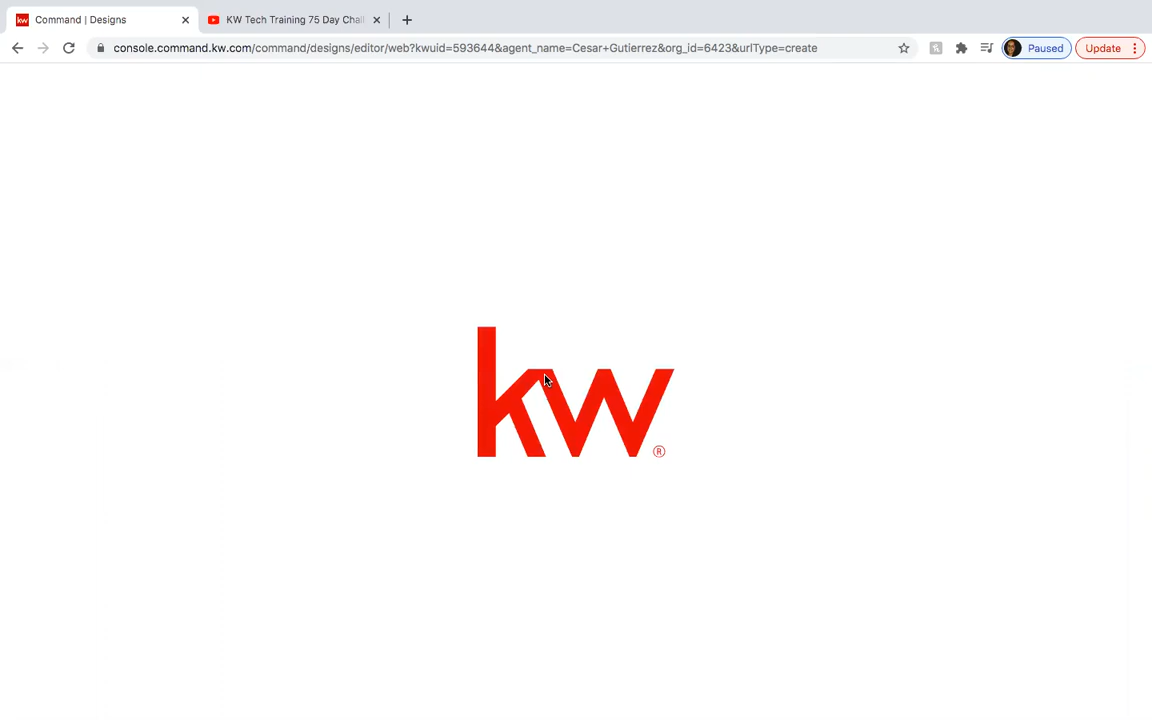 Command | Designs
KW Tech Training 75 Day Chal
console.command.kw.com/command/designs/editor/web?kwuid=593644&agent_name=Cesar+Gutierrez&org_id=6423&urlType=create
Paused
Update
kw
®